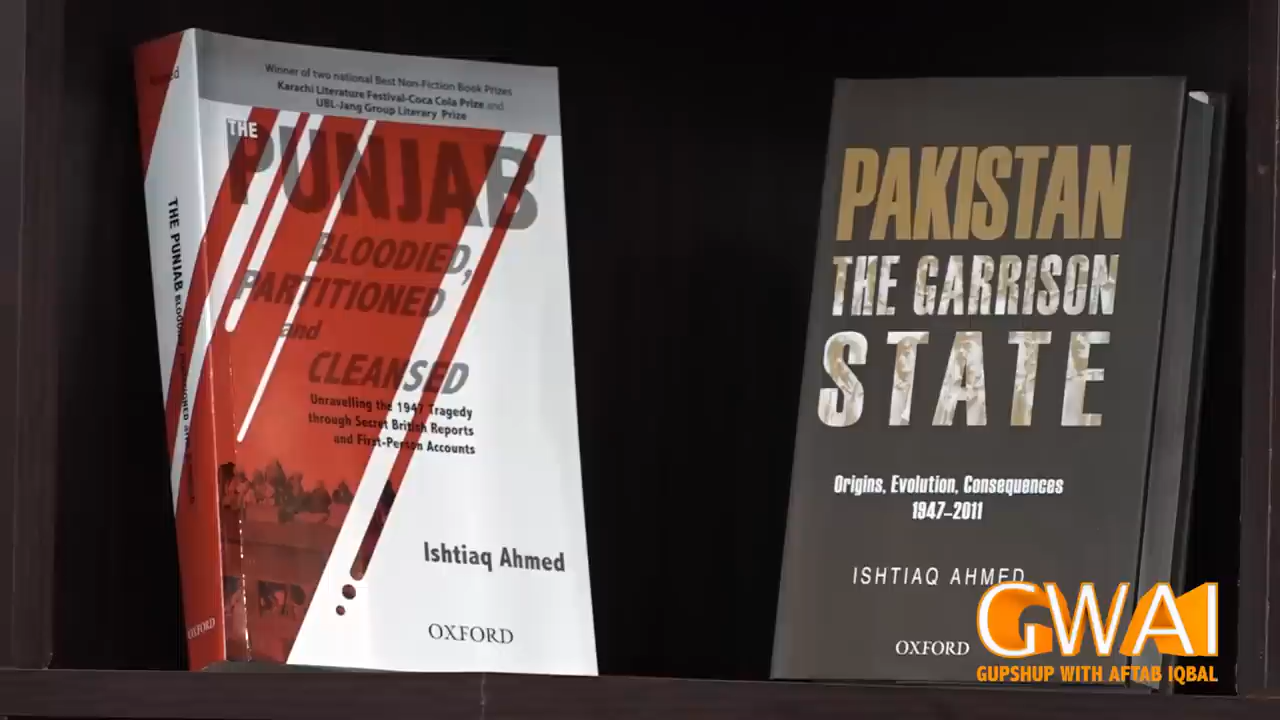 Winner of two national Best Non-Fiction Book Prizes
Karachi Literature Festival-Coca Cola Prize and
UBL-Jang Group Literary Prize
THE
PUNJAB
BLOODIED,
PARTITIONED
and
CLEANSED
Unravelling the 1947 Tragedy
through Secret British Reports
and First-Person Accounts
Ishtiaq Ahmed
OXFORD
THE PUNJAB BLOODIED, PARTITIONED
OXFORD
PAKISTAN
THE GARRISON
STATE
Origins, Evolution, Consequences
1947–2011
ISHTIAQ AHMED
OXFORD
GWAI
GUPSHUP WITH AFTAB IQBAL